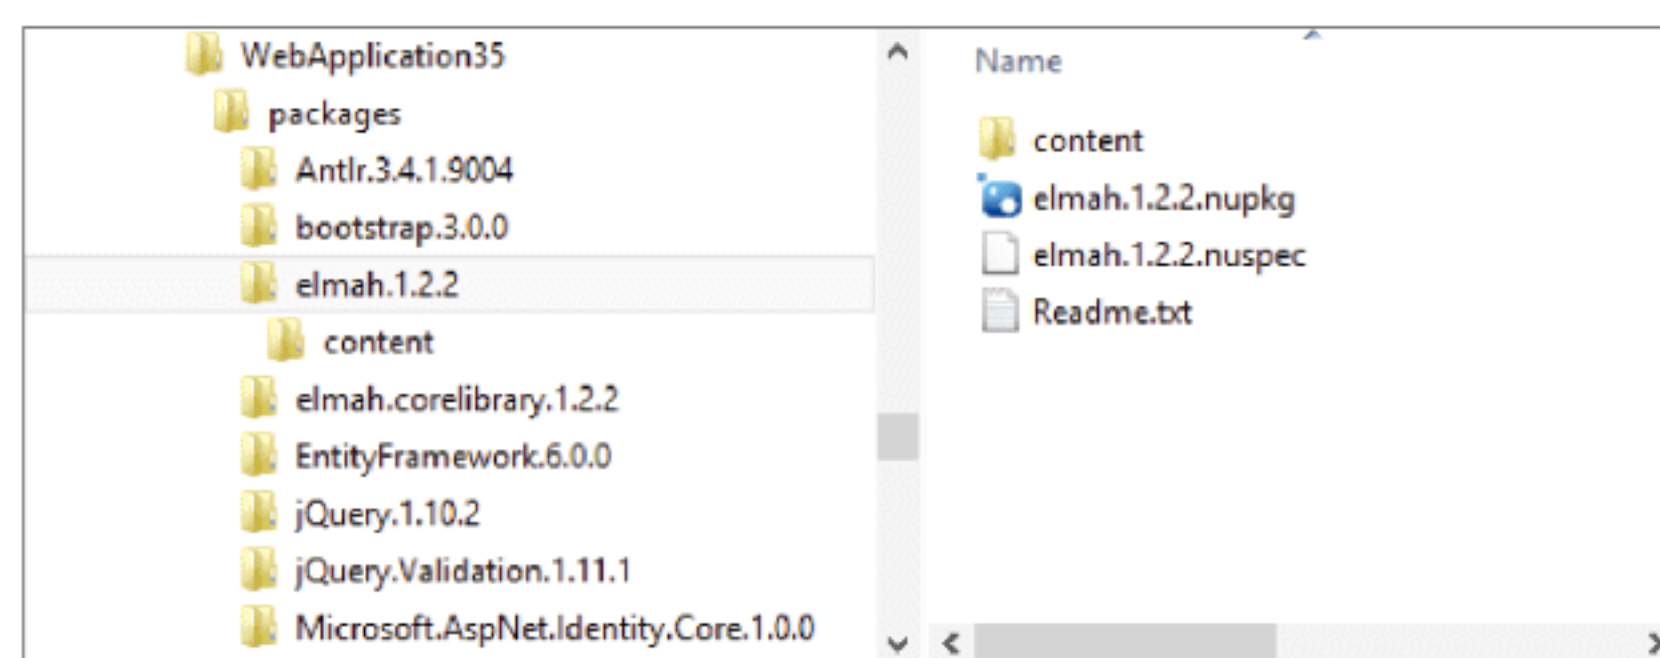 WebApplication35
packages
Antlr.3.4.1.9004
bootstrap.3.0.0
elmah.1.2.2
content
elmah.corelibrary.1.2.2
EntityFramework.6.0.0
jQuery.1.10.2
jQuery.Validation.1.11.1
Microsoft.AspNet.Identity.Core.1.0.0
Name
content
elmah.1.2.2.nupkg
elmah.1.2.2.nuspec
Readme.txt